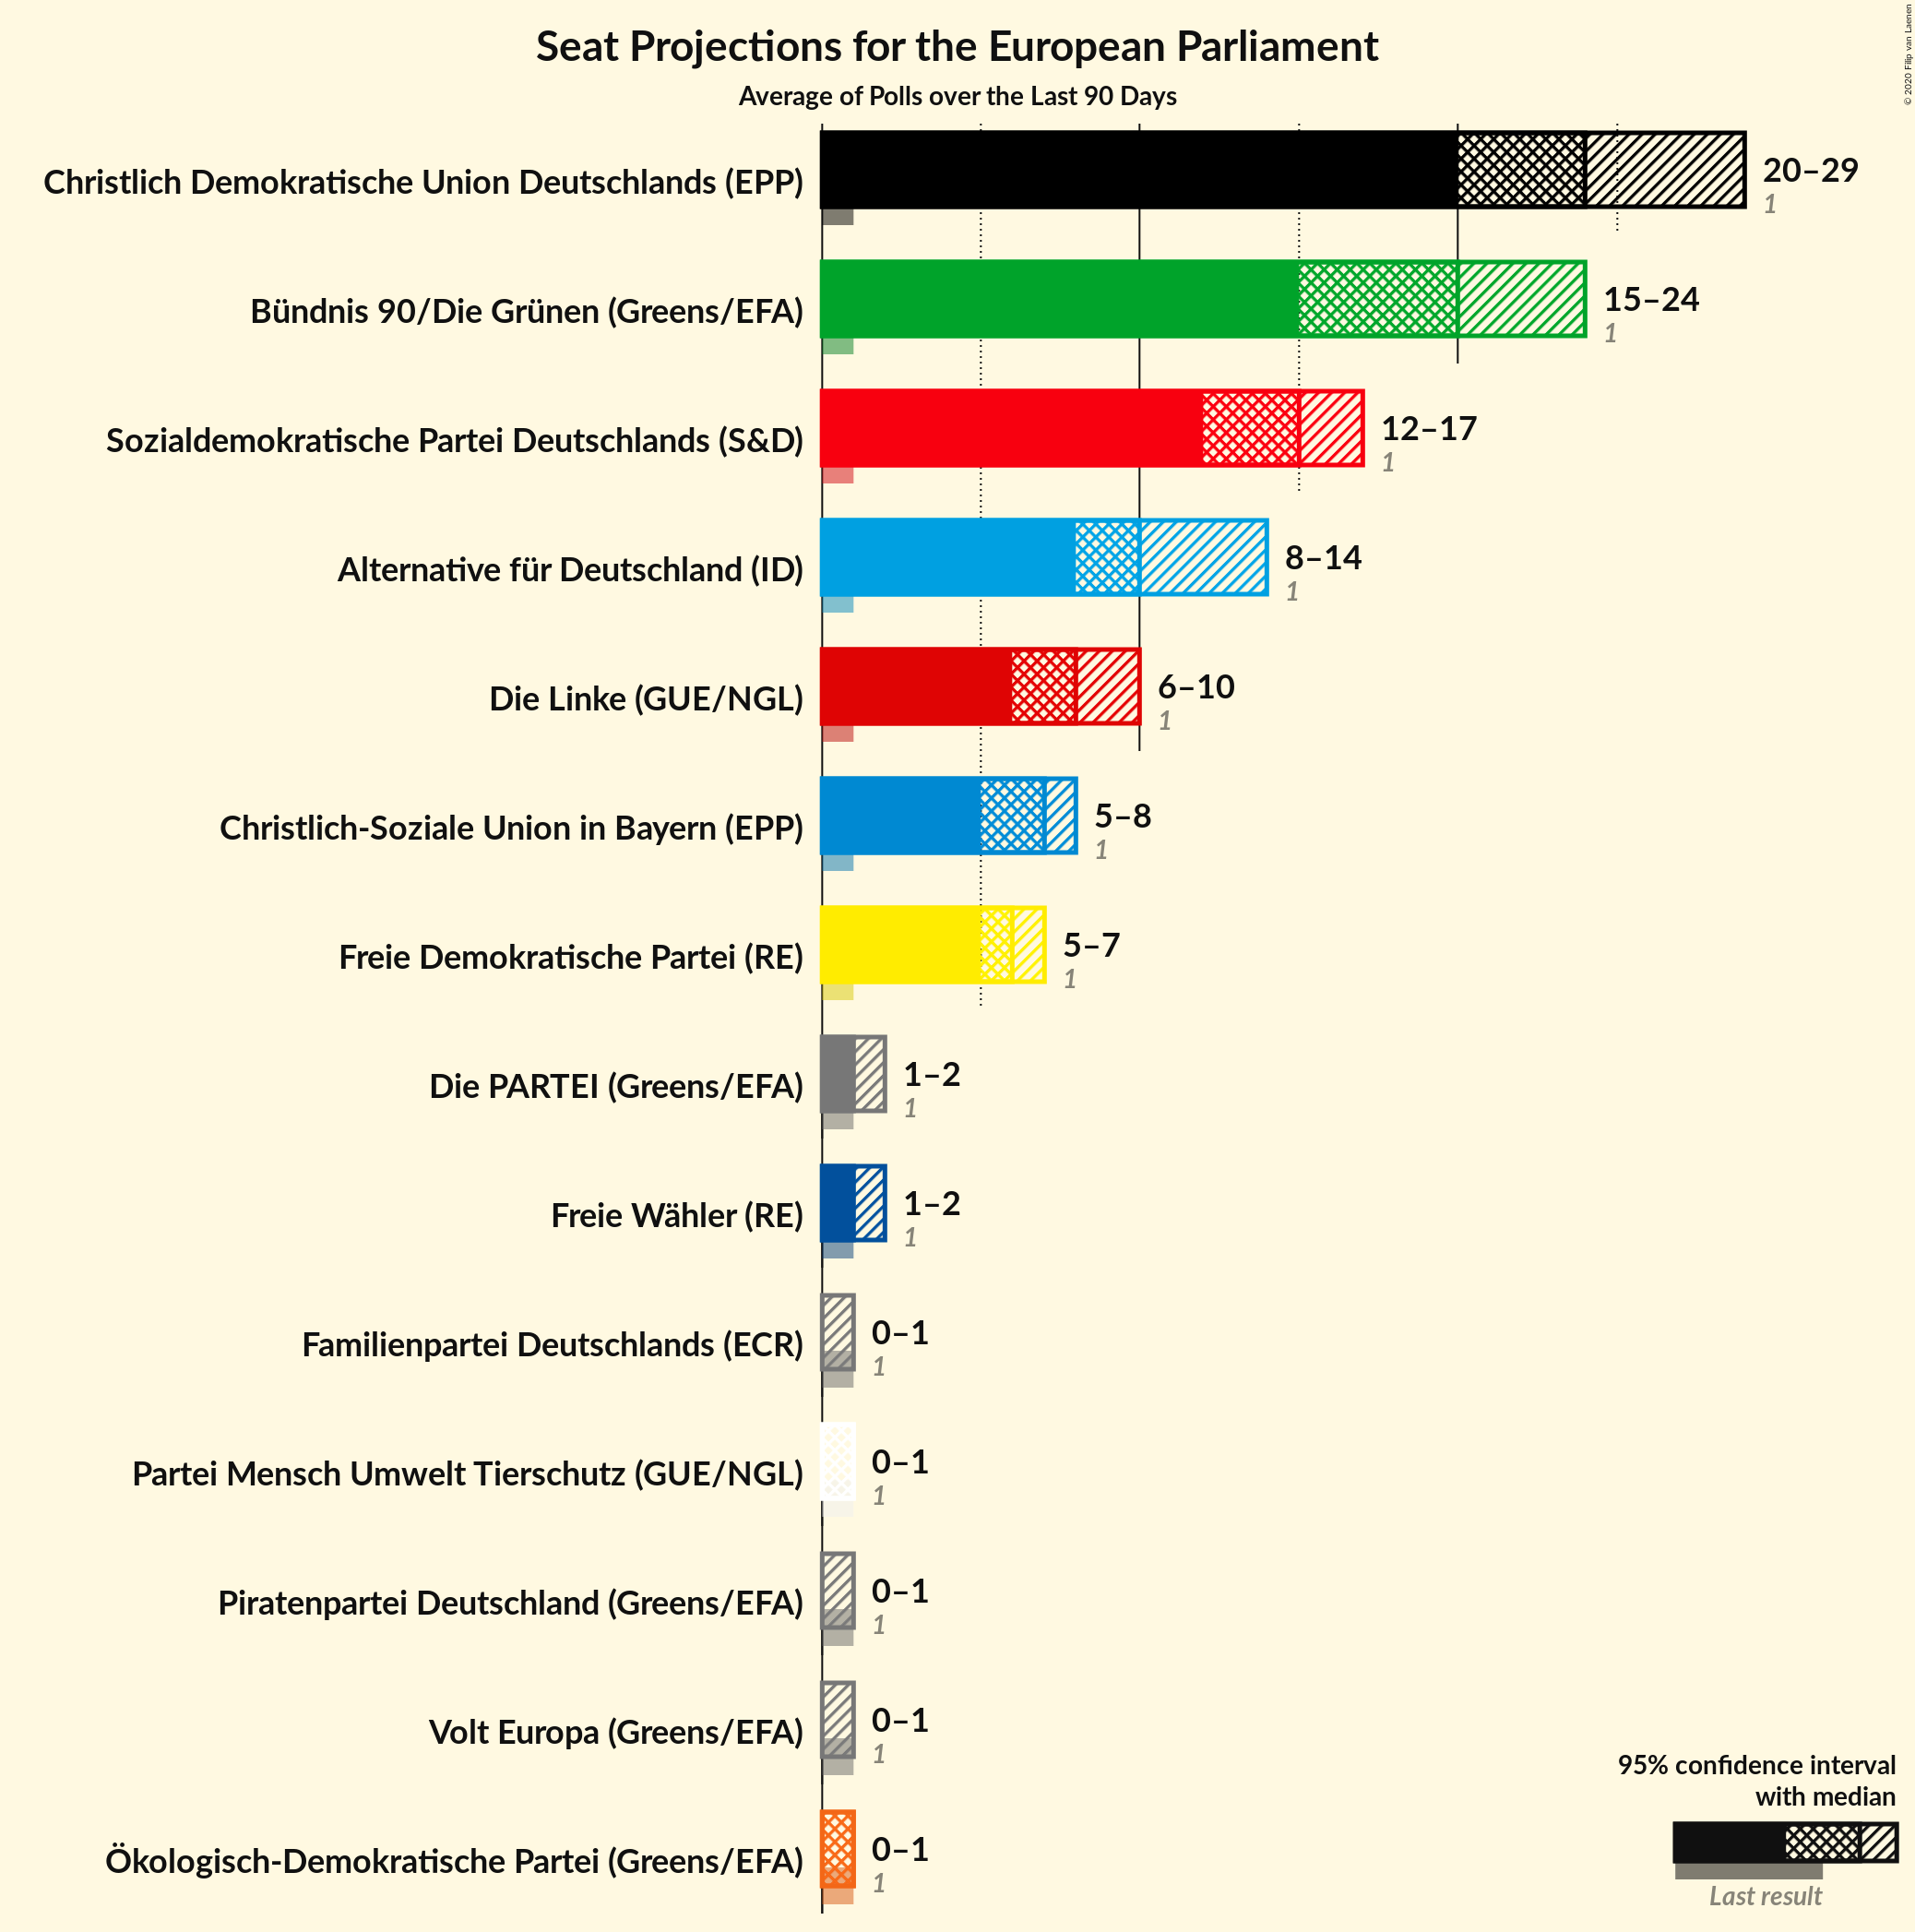 Seat Projections for the European Parliament
Average of Polls over the Last 90 Days
© 2020 Filip van Laenen
Christlich Demokratische Union Deutschlands (EPP)
20–29
1
Bündnis 90/Die Grünen (Greens/EFA)
15–24
1
Sozialdemokratische Partei Deutschlands (S&D)
12–17
1
Alternative für Deutschland (ID)
8–14
1
Die Linke (GUE/NGL)
6–10
1
Christlich-Soziale Union in Bayern (EPP)
5–8
1
Freie Demokratische Partei (RE)
5–7
1
Die PARTEI (Greens/EFA)
1–2
1
Freie Wähler (RE)
1–2
1
Familienpartei Deutschlands (ECR)
0–1
1
Partei Mensch Umwelt Tierschutz (GUE/NGL)
0–1
1
Piratenpartei Deutschland (Greens/EFA)
0–1
1
Volt Europa (Greens/EFA)
0–1
1
Ökologisch-Demokratische Partei (Greens/EFA)
0–1
1
95% confidence interval
with median
Last result